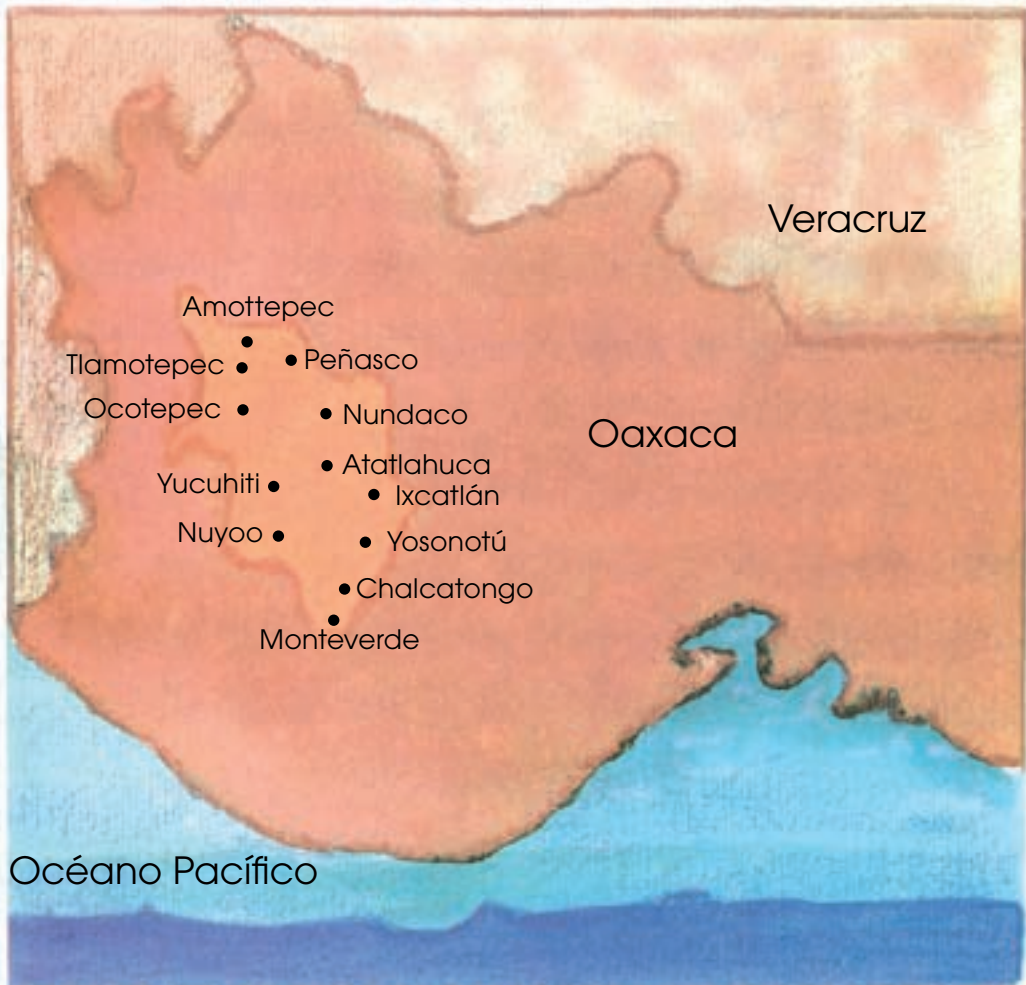 Veracruz
Amottepec
Tlamotepec
Peñasco
Ocotepec
Nundaco
Oaxaca
Atatlahuca
Yucuhiti
Ixcatlán
Nuyoo
Yosonotú
Chalcatongo
Monteverde
Océano Pacífico